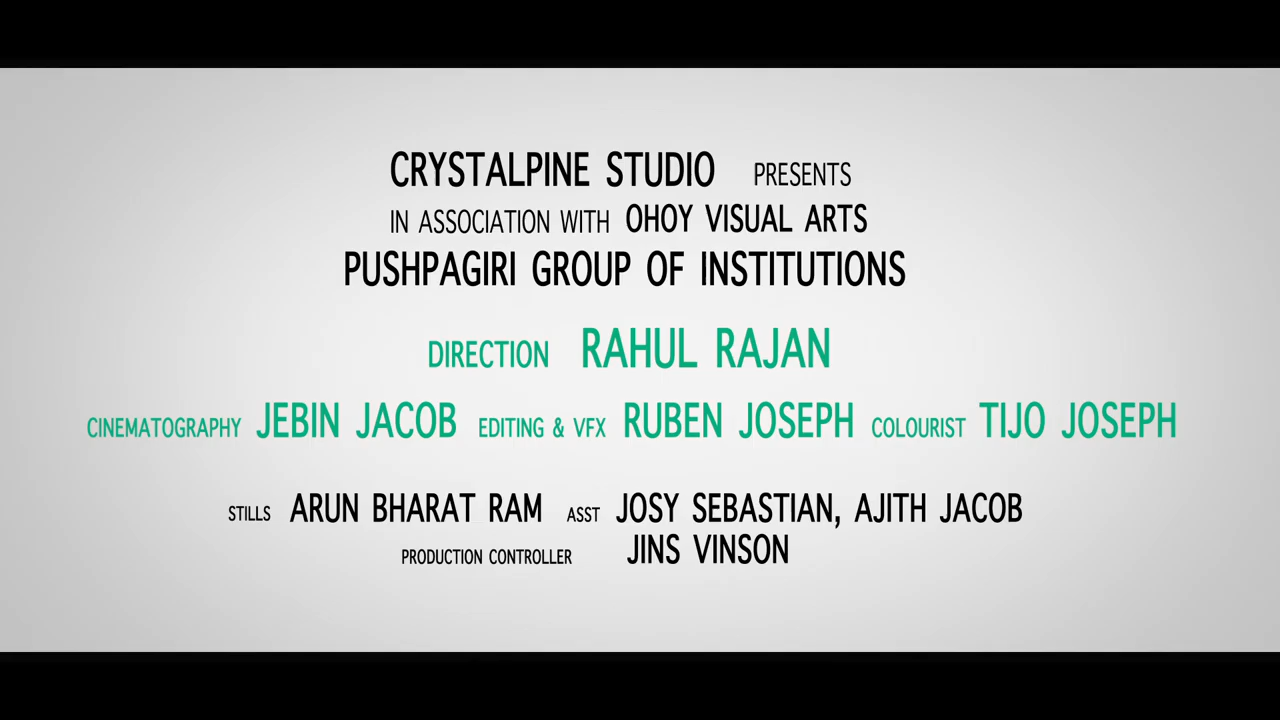 CRYSTALPINE STUDIO PRESENTS
IN ASSOCIATION WITH OHOY VISUAL ARTS
PUSHPAGIRI GROUP OF INSTITUTIONS
DIRECTION RAHUL RAJAN
CINEMATOGRAPHY JEBIN JACOB EDITING & VFX RUBEN JOSEPH COLOURIST TIJO JOSEPH
STILLS ARUN BHARAT RAM ASST JOSY SEBASTIAN, AJITH JACOB
PRODUCTION CONTROLLER JINS VINSON